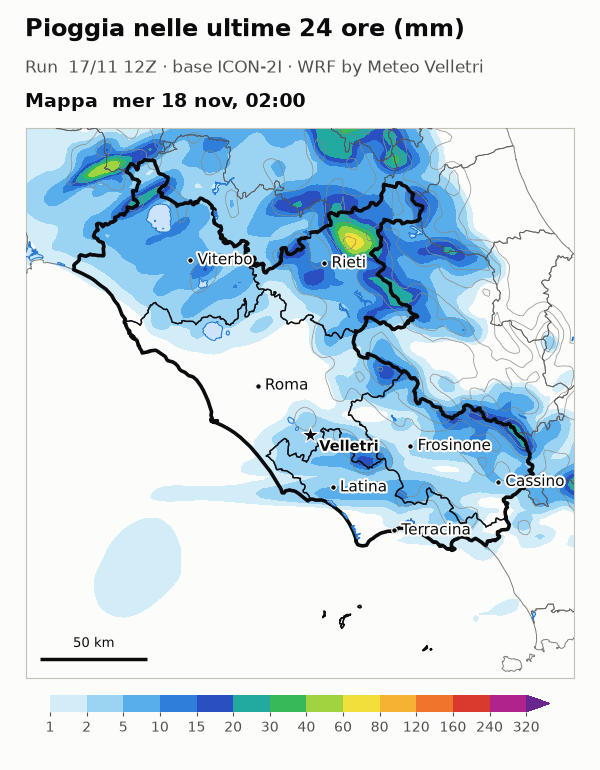 Pioggia nelle ultime 24 ore (mm)
Run  17/11 12Z · base ICON-2I · WRF by Meteo Velletri
Mappa  mer 18 nov, 02:00
Viterbo
Rieti
Roma
Velletri
Frosinone
Latina
Cassino
Terracina
50 km
1 2 5 10 15 20 30 40 60 80 120 160 240 320